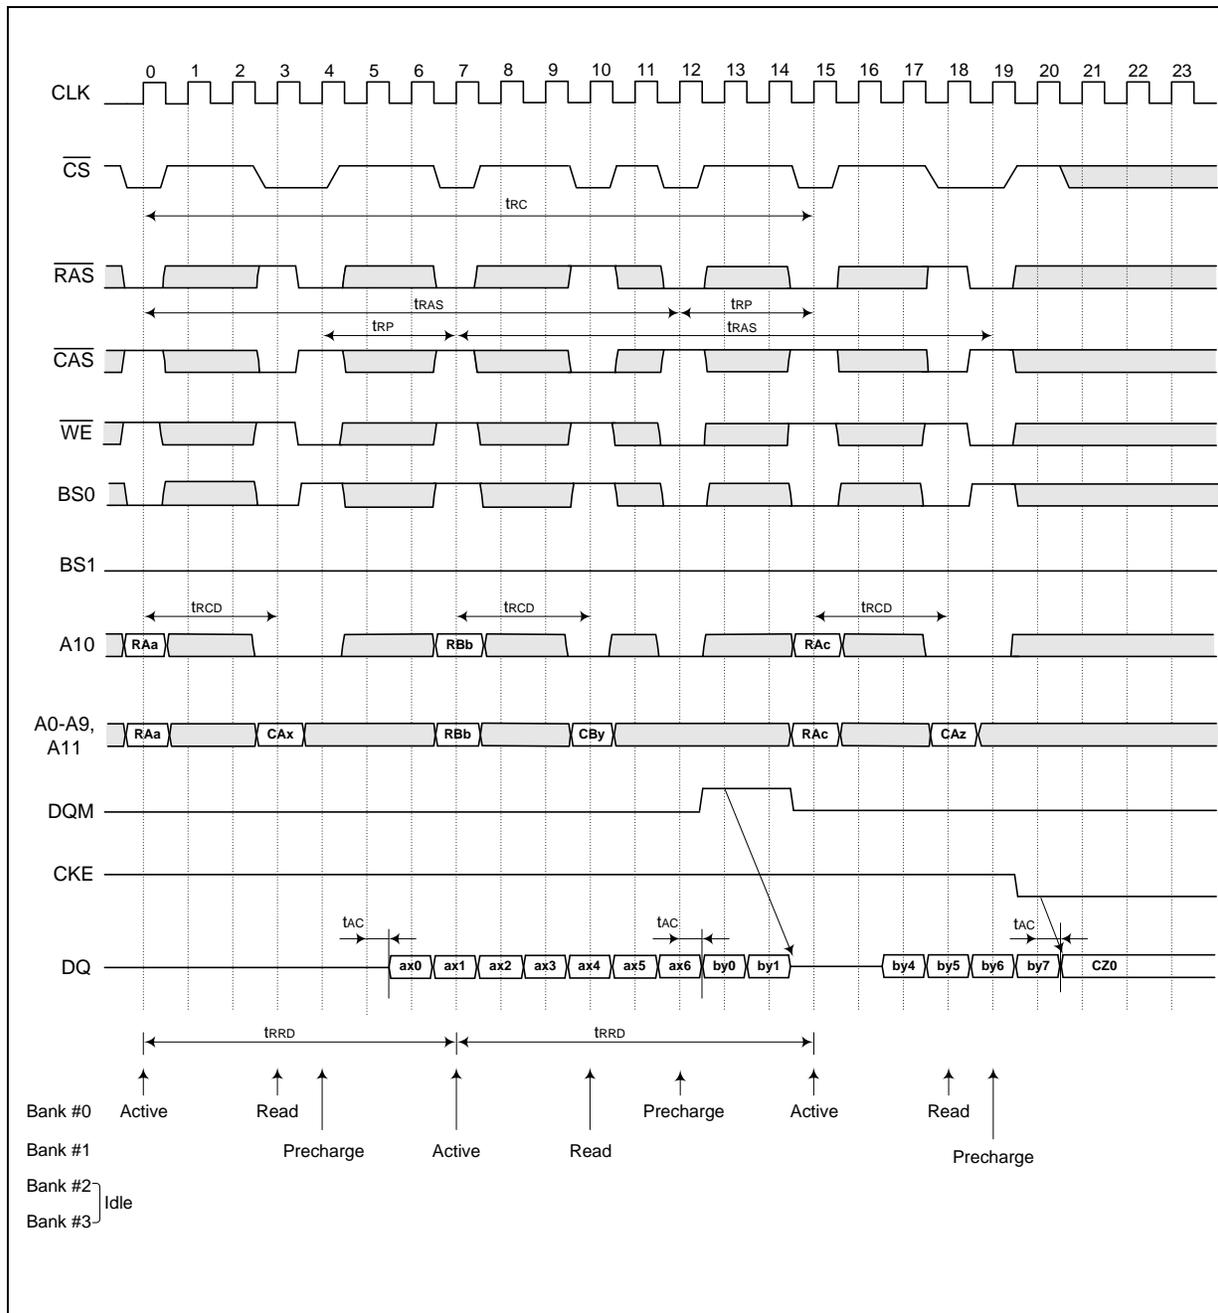 0 1 2 3 4 5 6 7 8 9 10 11 12 13 14 15 16 17 18 19 20 21 22 23
CLK
CS
tRC
RAS
tRAS tRP
tRP tRAS
CAS
WE
BS0
BS1
tRCD tRCD tRCD
A10 RAa RBb RAc
A0-A9,
A11
RAa CAx RBb CBy RAc CAz
DQM
CKE
tAC tAC tAC
DQ ax0 ax1 ax2 ax3 ax4 ax5 ax6 by0 by1 by4 by5 by6 by7 CZ0
tRRD tRRD
Bank #0 Active Read Precharge Active Read
Bank #1 Precharge Active Read Precharge
Bank #2
Idle
Bank #3